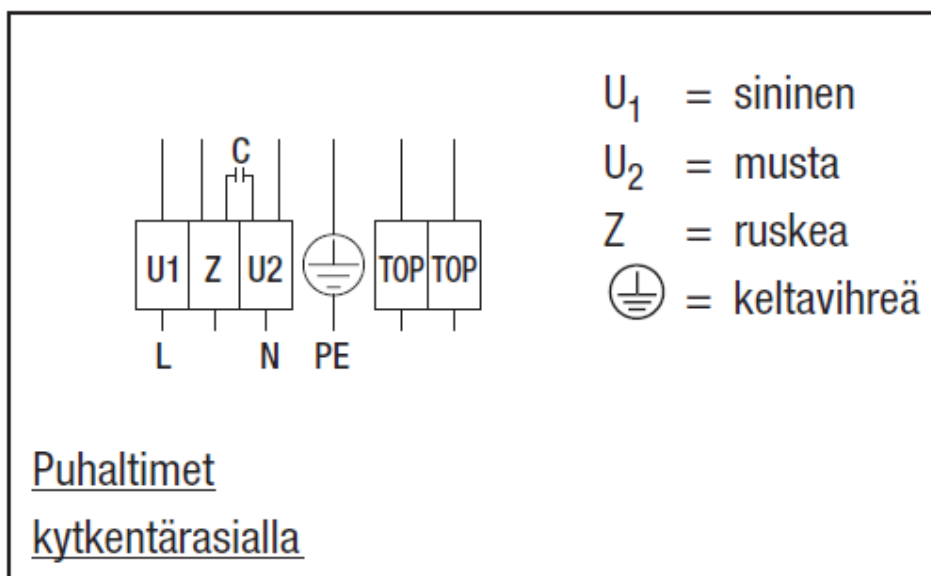 C
U1 Z U2 TOP TOP
L N PE
U₁ = sininen
U₂ = musta
Z = ruskea
= keltavihreä
Puhaltimet
kytkentärasialla